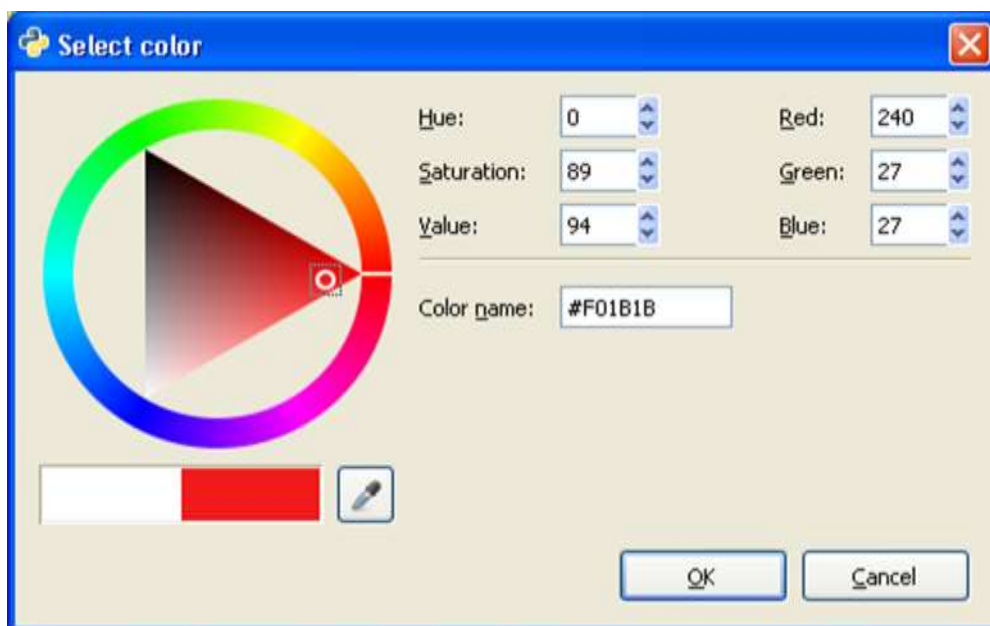 Select color
Hue: 0 Red: 240
Saturation: 89 Green: 27
Value: 94 Blue: 27
Color name: #F01B1B
OK Cancel